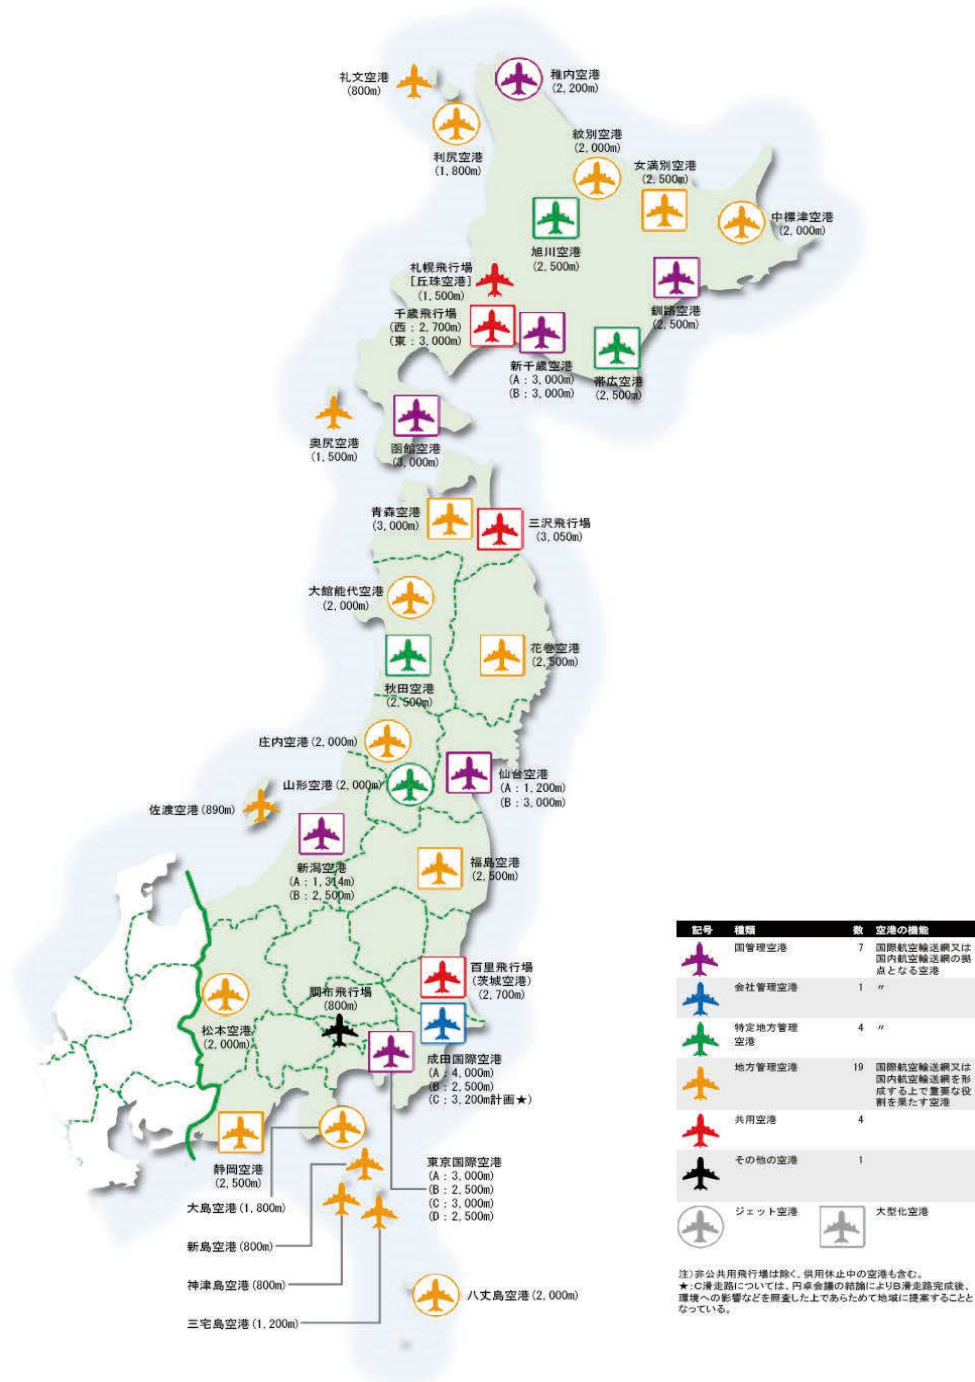 礼文空港
(800m)
稚内空港
(2,200m)
利尻空港
(1,800m)
紋別空港
(2,000m)
女満別空港
(2,500m)
中標津空港
(2,000m)
旭川空港
(2,500m)
札幌飛行場
[丘珠空港]
(1,500m)
千歳飛行場
(西：2,700m)
(東：3,000m)
新千歳空港
(A：3,000m)
(B：3,000m)
釧路空港
(2,500m)
帯広空港
(2,500m)
奥尻空港
(1,500m)
函館空港
(3,000m)
青森空港
(3,000m)
三沢飛行場
(3,050m)
大館能代空港
(2,000m)
花巻空港
(2,500m)
秋田空港
(2,500m)
庄内空港(2,000m)
山形空港(2,000m)
仙台空港
(A：1,200m)
(B：3,000m)
佐渡空港(890m)
新潟空港
(A：1,314m)
(B：2,500m)
福島空港
(2,500m)
百里飛行場
(茨城空港)
(2,700m)
調布飛行場
(800m)
松本空港
(2,000m)
成田国際空港
(A：4,000m)
(B：2,500m)
(C：3,200m計画★)
静岡空港
(2,500m)
東京国際空港
(A：3,000m)
(B：2,500m)
(C：3,000m)
(D：2,500m)
大島空港(1,800m)
新島空港(800m)
神津島空港(800m)
三宅島空港(1,200m)
八丈島空港(2,000m)
記号 種類 数 空港の機能
国管理空港 7 国際航空輸送網又は
国内航空輸送網の拠
点となる空港
会社管理空港 1 〃
特定地方管理 4 〃
空港
地方管理空港 19 国際航空輸送網又は
国内航空輸送網を形
成する上で重要な役
割を果たす空港
共用空港 4
その他の空港 1
ジェット空港 大型化空港
注)非公共用飛行場は除く、供用休止中の空港も含む。
★:C滑走路については、円卓会議の結論によりB滑走路完成後、
環境への影響などを照査した上であらためて地域に提案することと
なっている。